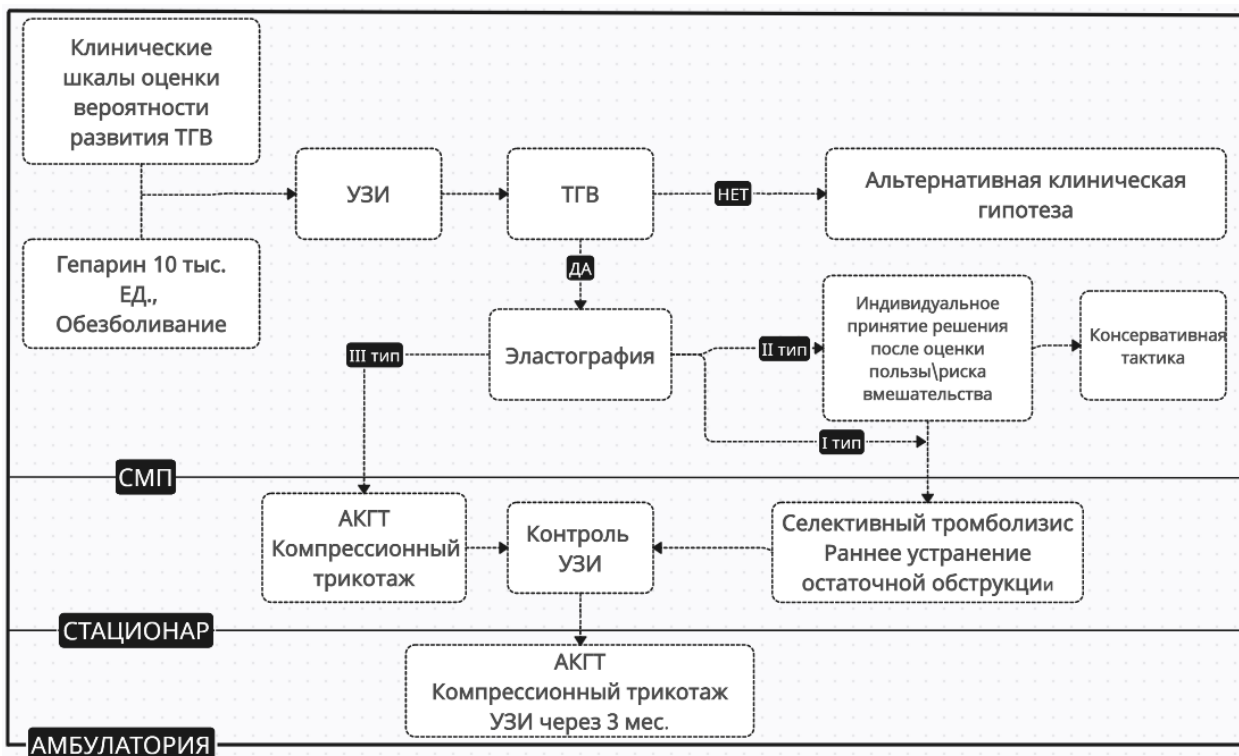 Клинические
шкалы оценки
вероятности
развития ТГВ
УЗИ
ТГВ
НЕТ
Альтернативная клиническая
гипотеза
Гепарин 10 тыс.
ЕД.,
Обезболивание
ДА
III тип
Эластография
II тип
I тип
Индивидуальное
принятие решения
после оценки
пользы\риска
вмешательства
Консервативная
тактика
СМП
АКГТ
Компрессионный
трикотаж
Контроль
УЗИ
Селективный тромболизис
Раннее устранение
остаточной обструкции
СТАЦИОНАР
АКГТ
Компрессионный трикотаж
УЗИ через 3 мес.
АМБУЛАТОРИЯ